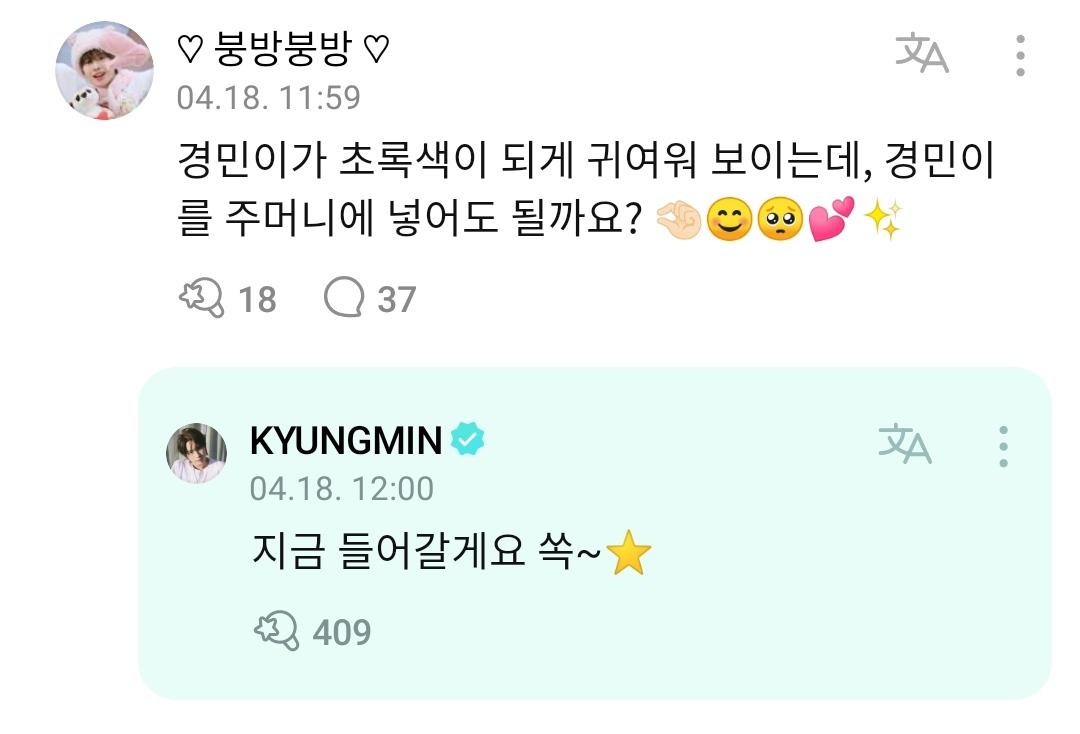 ♡ 붕방붕방 ♡
04.18. 11:59
경민이가 초록색이 되게 귀여워 보이는데, 경민이
를 주머니에 넣어도 될까요? 🤏🏻😊🥺💕✨
18 37
KYUNGMIN
04.18. 12:00
지금 들어갈게요 쏙~⭐
409